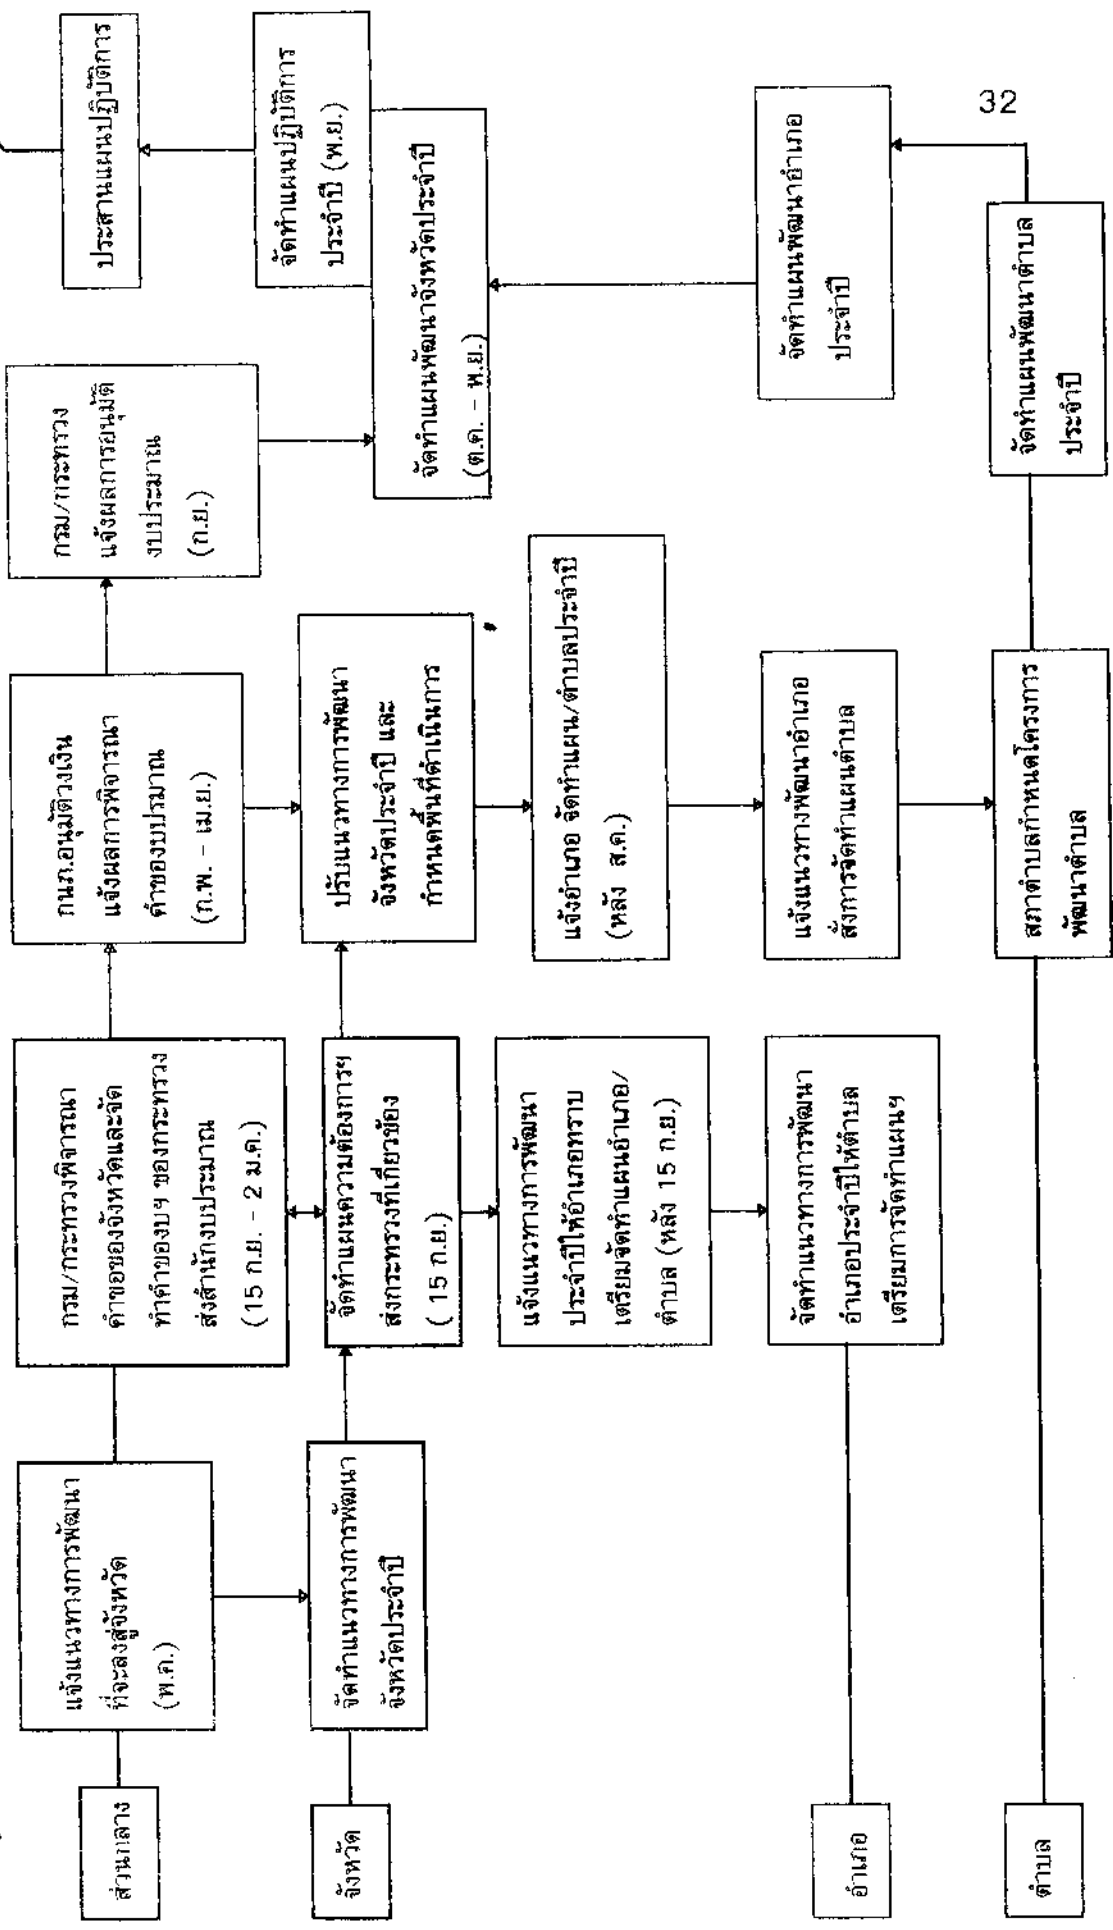 ส่วนกลาง
แจ้งแนวทางการพัฒนา
ที่จะลงสู่จังหวัด
(พ.ค.)
กรม/กระทรวงพิจารณา
คำขอของจังหวัดและจัด
ทำคำของบฯ ของกระทรวง
ส่งสำนักงบประมาณ
(15 ก.ย. - 2 ม.ค.)
กนภ.อนุมัติวงเงิน
แจ้งผลการพิจารณา
คำของบประมาณ
(ก.พ. - เม.ย.)
กรม/กระทรวง
แจ้งผลการอนุมัติ
งบประมาณ
(ก.ย.)
ประสานแผนปฏิบัติการ
จังหวัด
จัดทำแนวทางการพัฒนา
จังหวัดประจำปี
จัดทำแผนความต้องการฯ
ส่งกระทรวงที่เกี่ยวข้อง
( 15 ก.ย.)
ปรับแนวทางการพัฒนา
จังหวัดประจำปี และ
กำหนดพื้นที่ดำเนินการ
จัดทำแผนปฏิบัติการ
ประจำปี (พ.ย.)
จัดทำแผนพัฒนาจังหวัดประจำปี
(ต.ค. - พ.ย.)
แจ้งแนวทางการพัฒนา
ประจำปีให้อำเภอทราบ
เตรียมจัดทำแผนอำเภอ/
ตำบล (หลัง 15 ก.ย.)
แจ้งอำเภอ จัดทำแผน/ตำบลประจำปี
(หลัง ส.ค.)
อำเภอ
จัดทำแนวทางการพัฒนา
อำเภอประจำปีให้ตำบล
เตรียมการจัดทำแผนฯ
แจ้งแนวทางพัฒนาอำเภอ
สั่งการจัดทำแผนตำบล
จัดทำแผนพัฒนาอำเภอ
ประจำปี
ตำบล
สภาตำบลกำหนดโครงการ
พัฒนาตำบล
จัดทำแผนพัฒนาตำบล
ประจำปี
32